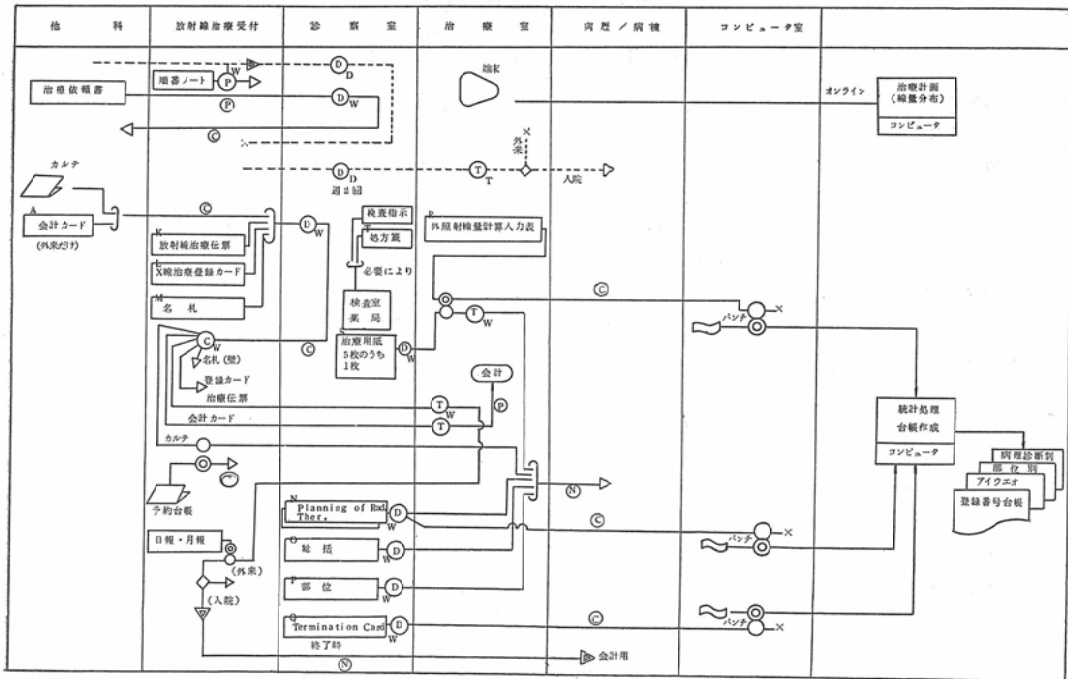 他 科
放射線治療受付
診 察 室
治 療 室
病歴／病棟
コンピュータ室
順番ノート
W
P
D
D
端末
オンライン
治療計画
(線量分布)
コンピュータ
治療依頼書
P
D
W
C
外来
D
D
週2回
T
T
入院
カルテ
A
会計カード
(外来だけ)
C
D
W
検査指示
T
処方箋
必要により
R
外照射線量計算入力表
K
放射線治療伝票
L
X線治療登録カード
M
名 札
検査室
薬局
C
パンチ
T
W
C
W
C
治療用紙
5枚のうち
1枚
D
W
名札(壁)
登録カード
治療伝票
会計
P
T
W
会計カード
T
カルテ
統計処理
台帳作成
コンピュータ
病理診断別
部位別
アイウエオ
登録番号台帳
予約台帳
N
Planning of Rad.
Ther.
D
W
N
C
パンチ
日報・月報
(外来)
(入院)
O
総 括
D
W
P
部 位
D
W
Q
Termination Card
D
W
終了時
C
パンチ
N
会計用